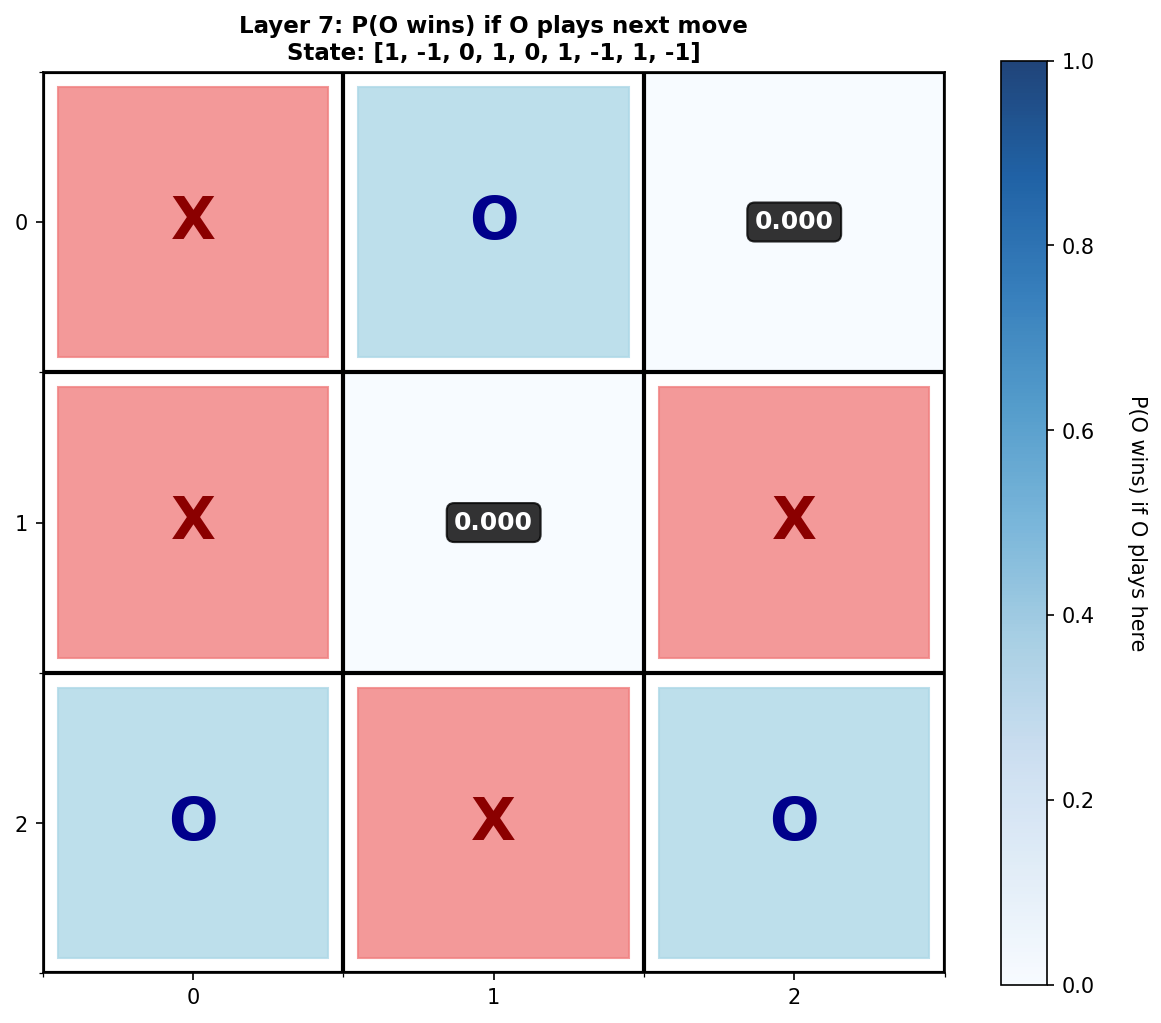 Layer 7: P(O wins) if O plays next move
State: [1, -1, 0, 1, 0, 1, -1, 1, -1]
X O 0.000
X 0.000 X
O X O
0
1
2
0 1 2
1.0
0.8
0.6
0.4
0.2
0.0
P(O wins) if O plays here